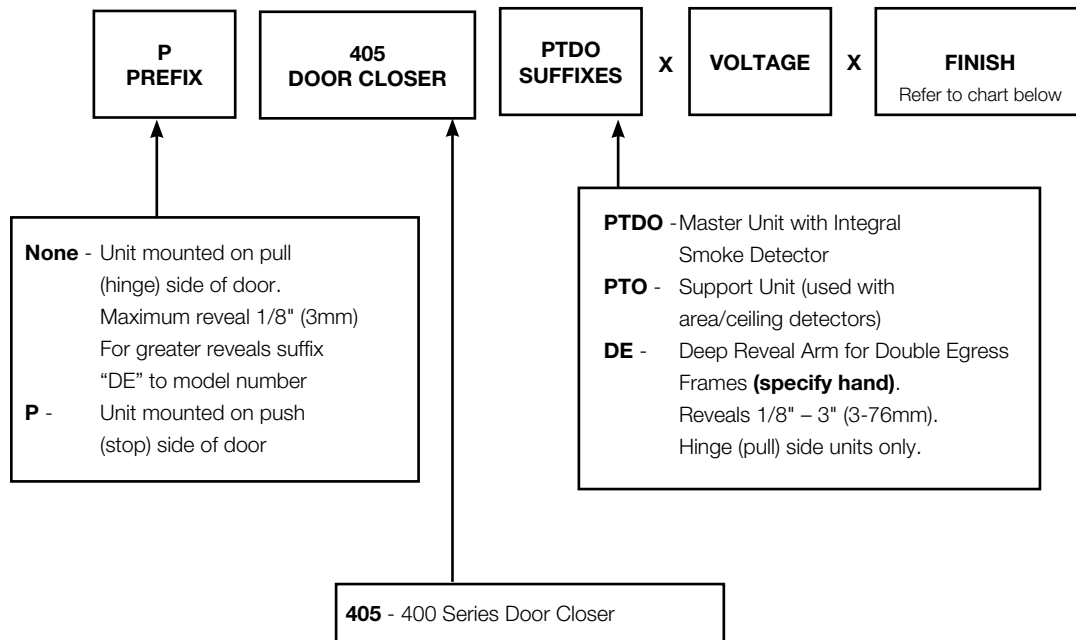 P
PREFIX
405
DOOR CLOSER
PTDO
SUFFIXES
X
VOLTAGE
X
FINISH
Refer to chart below
None - Unit mounted on pull
(hinge) side of door.
Maximum reveal 1/8" (3mm)
For greater reveals suffix
“DE” to model number
P - Unit mounted on push
(stop) side of door
PTDO - Master Unit with Integral
Smoke Detector
PTO - Support Unit (used with
area/ceiling detectors)
DE - Deep Reveal Arm for Double Egress
Frames (specify hand).
Reveals 1/8" – 3" (3-76mm).
Hinge (pull) side units only.
405 - 400 Series Door Closer